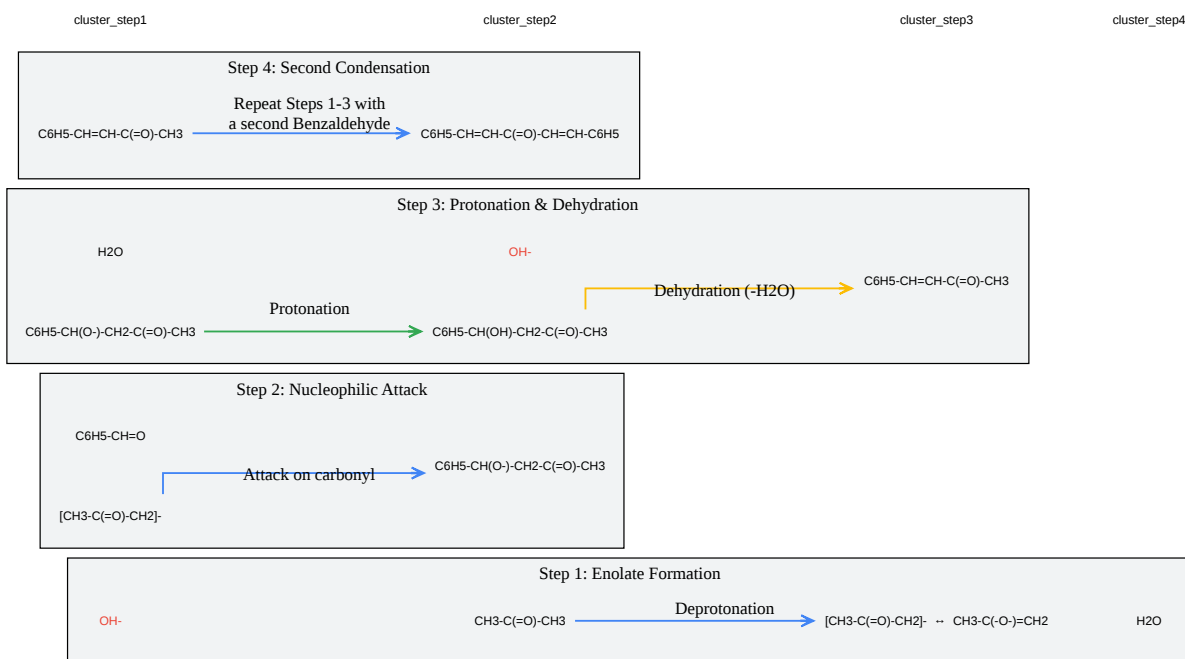 cluster_step1
cluster_step2
cluster_step3
cluster_step4
Step 4: Second Condensation
Repeat Steps 1-3 with
a second Benzaldehyde
C6H5-CH=CH-C(=O)-CH3
C6H5-CH=CH-C(=O)-CH=CH-C6H5
Step 3: Protonation & Dehydration
H2O
OH-
Dehydration (-H2O)
C6H5-CH=CH-C(=O)-CH3
Protonation
C6H5-CH(O-)-CH2-C(=O)-CH3
C6H5-CH(OH)-CH2-C(=O)-CH3
Step 2: Nucleophilic Attack
C6H5-CH=O
Attack on carbonyl
C6H5-CH(O-)-CH2-C(=O)-CH3
[CH3-C(=O)-CH2]-
Step 1: Enolate Formation
OH-
CH3-C(=O)-CH3
Deprotonation
[CH3-C(=O)-CH2]- ↔ CH3-C(-O-)=CH2
H2O